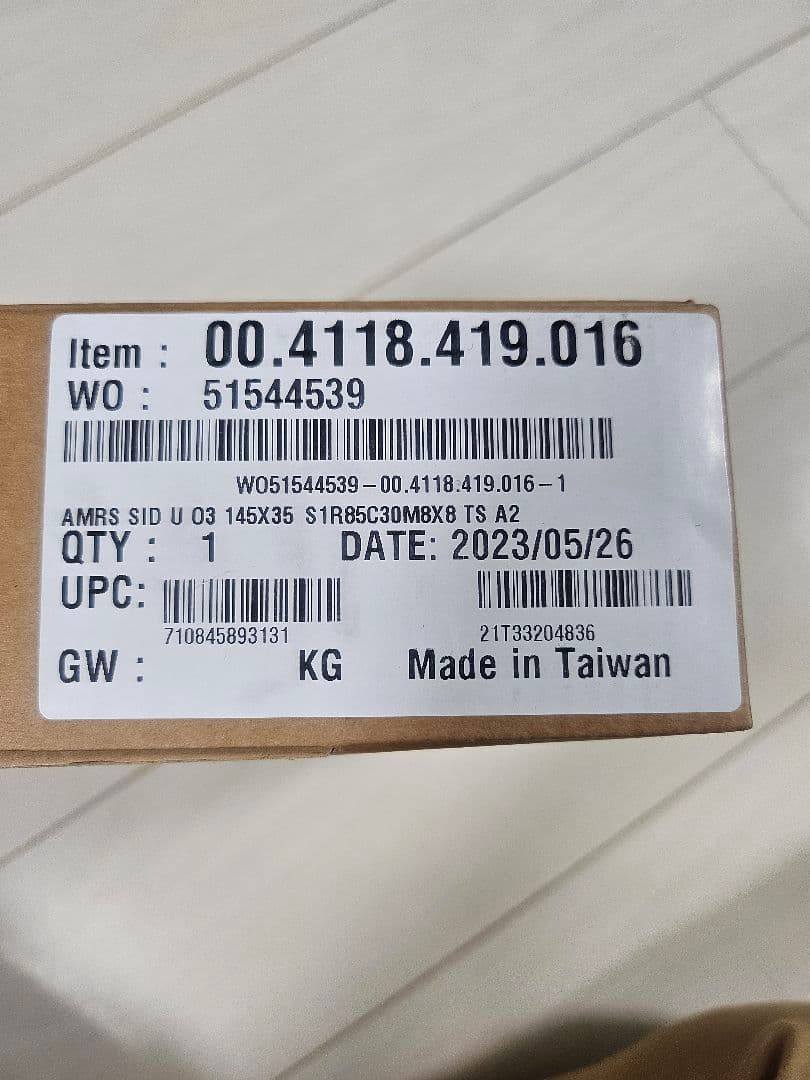 Item : 00.4118.419.016
WO : 51544539
WO51544539-00.4118.419.016-1
AMRS SID U 03 145X35 S1R85C30M8X8 TS A2
QTY : 1 DATE: 2023/05/26
UPC:
710845893131 21T33204836
GW : KG Made in Taiwan